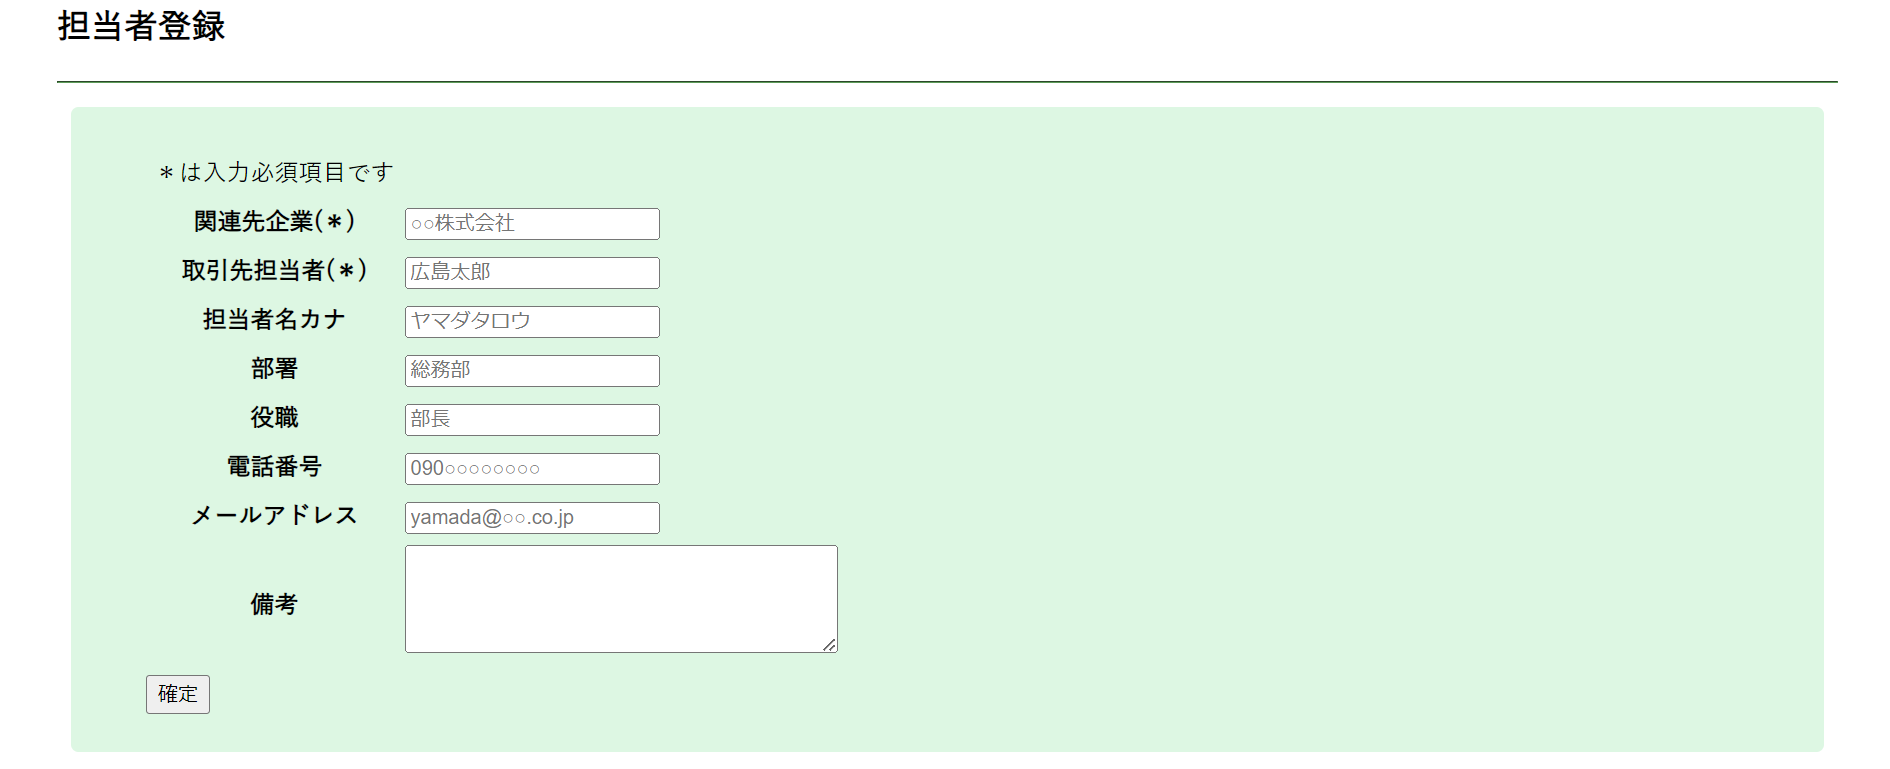 担当者登録
＊は入力必須項目です
関連先企業(＊) ○○株式会社
取引先担当者(＊) 広島太郎
担当者名カナ ヤマダタロウ
部署 総務部
役職 部長
電話番号 090○○○○○○○○
メールアドレス yamada@○○.co.jp
備考
確定